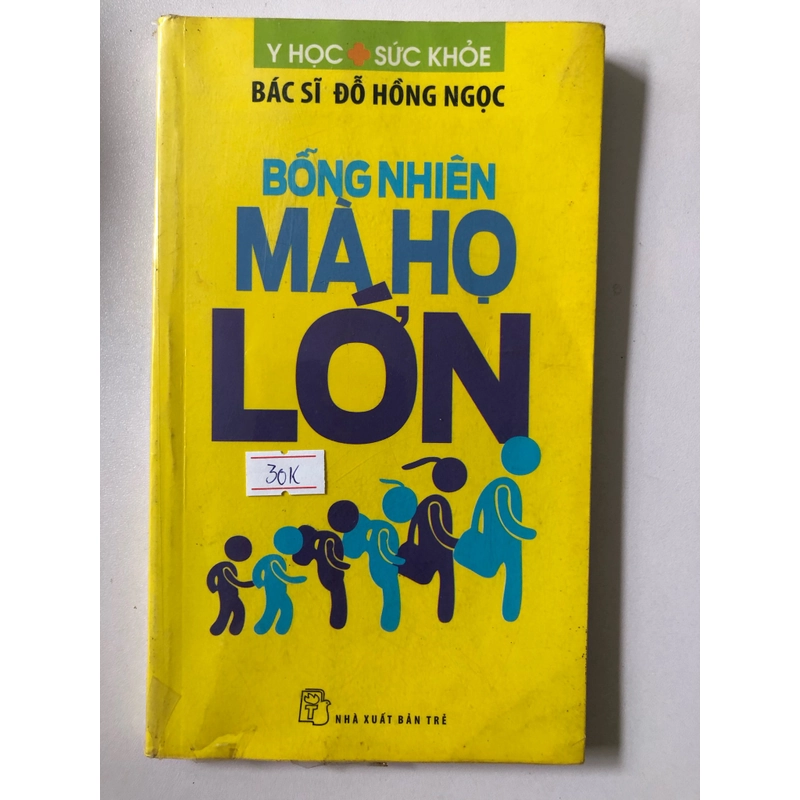 Y HỌC SỨC KHỎE
BÁC SĨ ĐỖ HỒNG NGỌC
BỖNG NHIÊN
MÀ HỌ
LỚN
30K
T
NHÀ XUẤT BẢN TRẺ